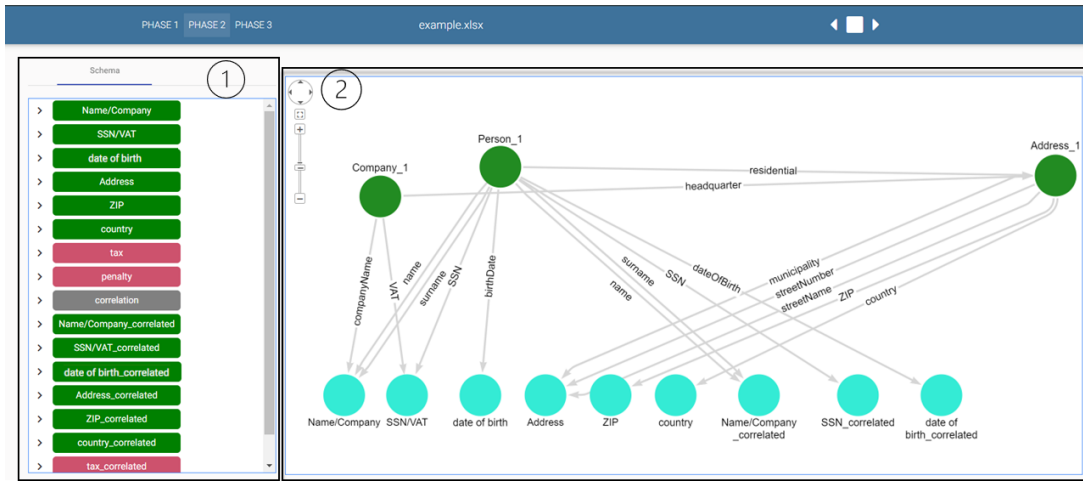 PHASE 1 PHASE 2 PHASE 3 example.xlsx
Schema
1
Name/Company
SSN/VAT
date of birth
Address
ZIP
country
tax
penalty
correlation
Name/Company_correlated
SSN/VAT_correlated
date of birth_correlated
Address_correlated
ZIP_correlated
country_correlated
tax_correlated
2
Person_1
Company_1
Address_1
residential
headquarter
companyName
VAT
name
surname
SSN
birthDate
surname
name
SSN
dateOfBirth
municipality
streetNumber
streetName
ZIP
country
Name/Company
SSN/VAT
date of birth
Address
ZIP
country
Name/Company
_correlated
SSN_correlated
date of
birth_correlated